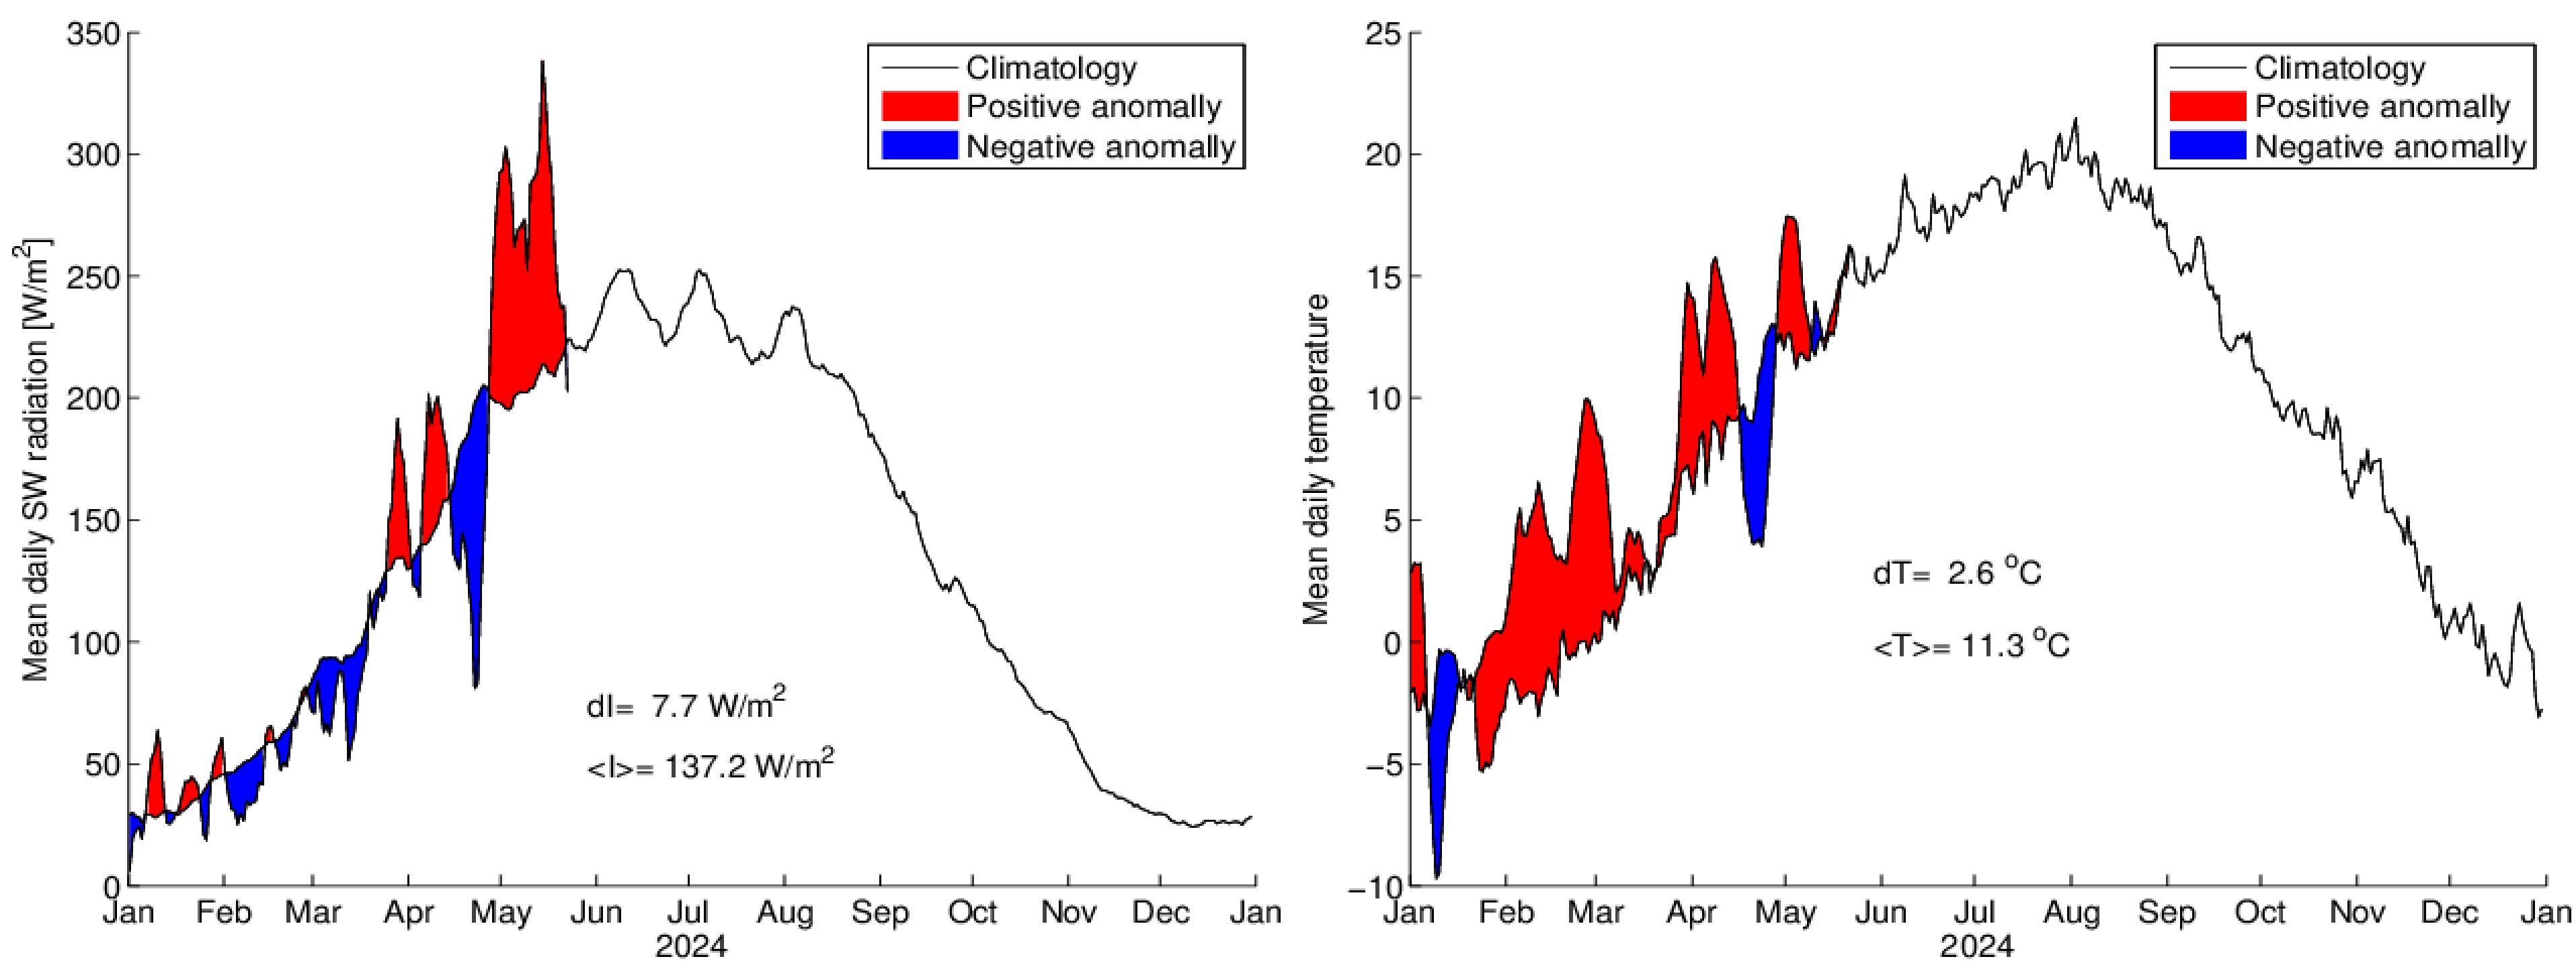 350
300
250
200
150
100
50
0
Mean daily SW radiation [W/m²]
Climatology
Positive anomally
Negative anomally
dI= 7.7 W/m²
<I>= 137.2 W/m²
Jan Feb Mar Apr May Jun Jul Aug Sep Oct Nov Dec Jan
2024
25
20
15
10
5
0
−5
−10
Mean daily temperature
Climatology
Positive anomally
Negative anomally
dT= 2.6 °C
<T>= 11.3 °C
Jan Feb Mar Apr May Jun Jul Aug Sep Oct Nov Dec Jan
2024